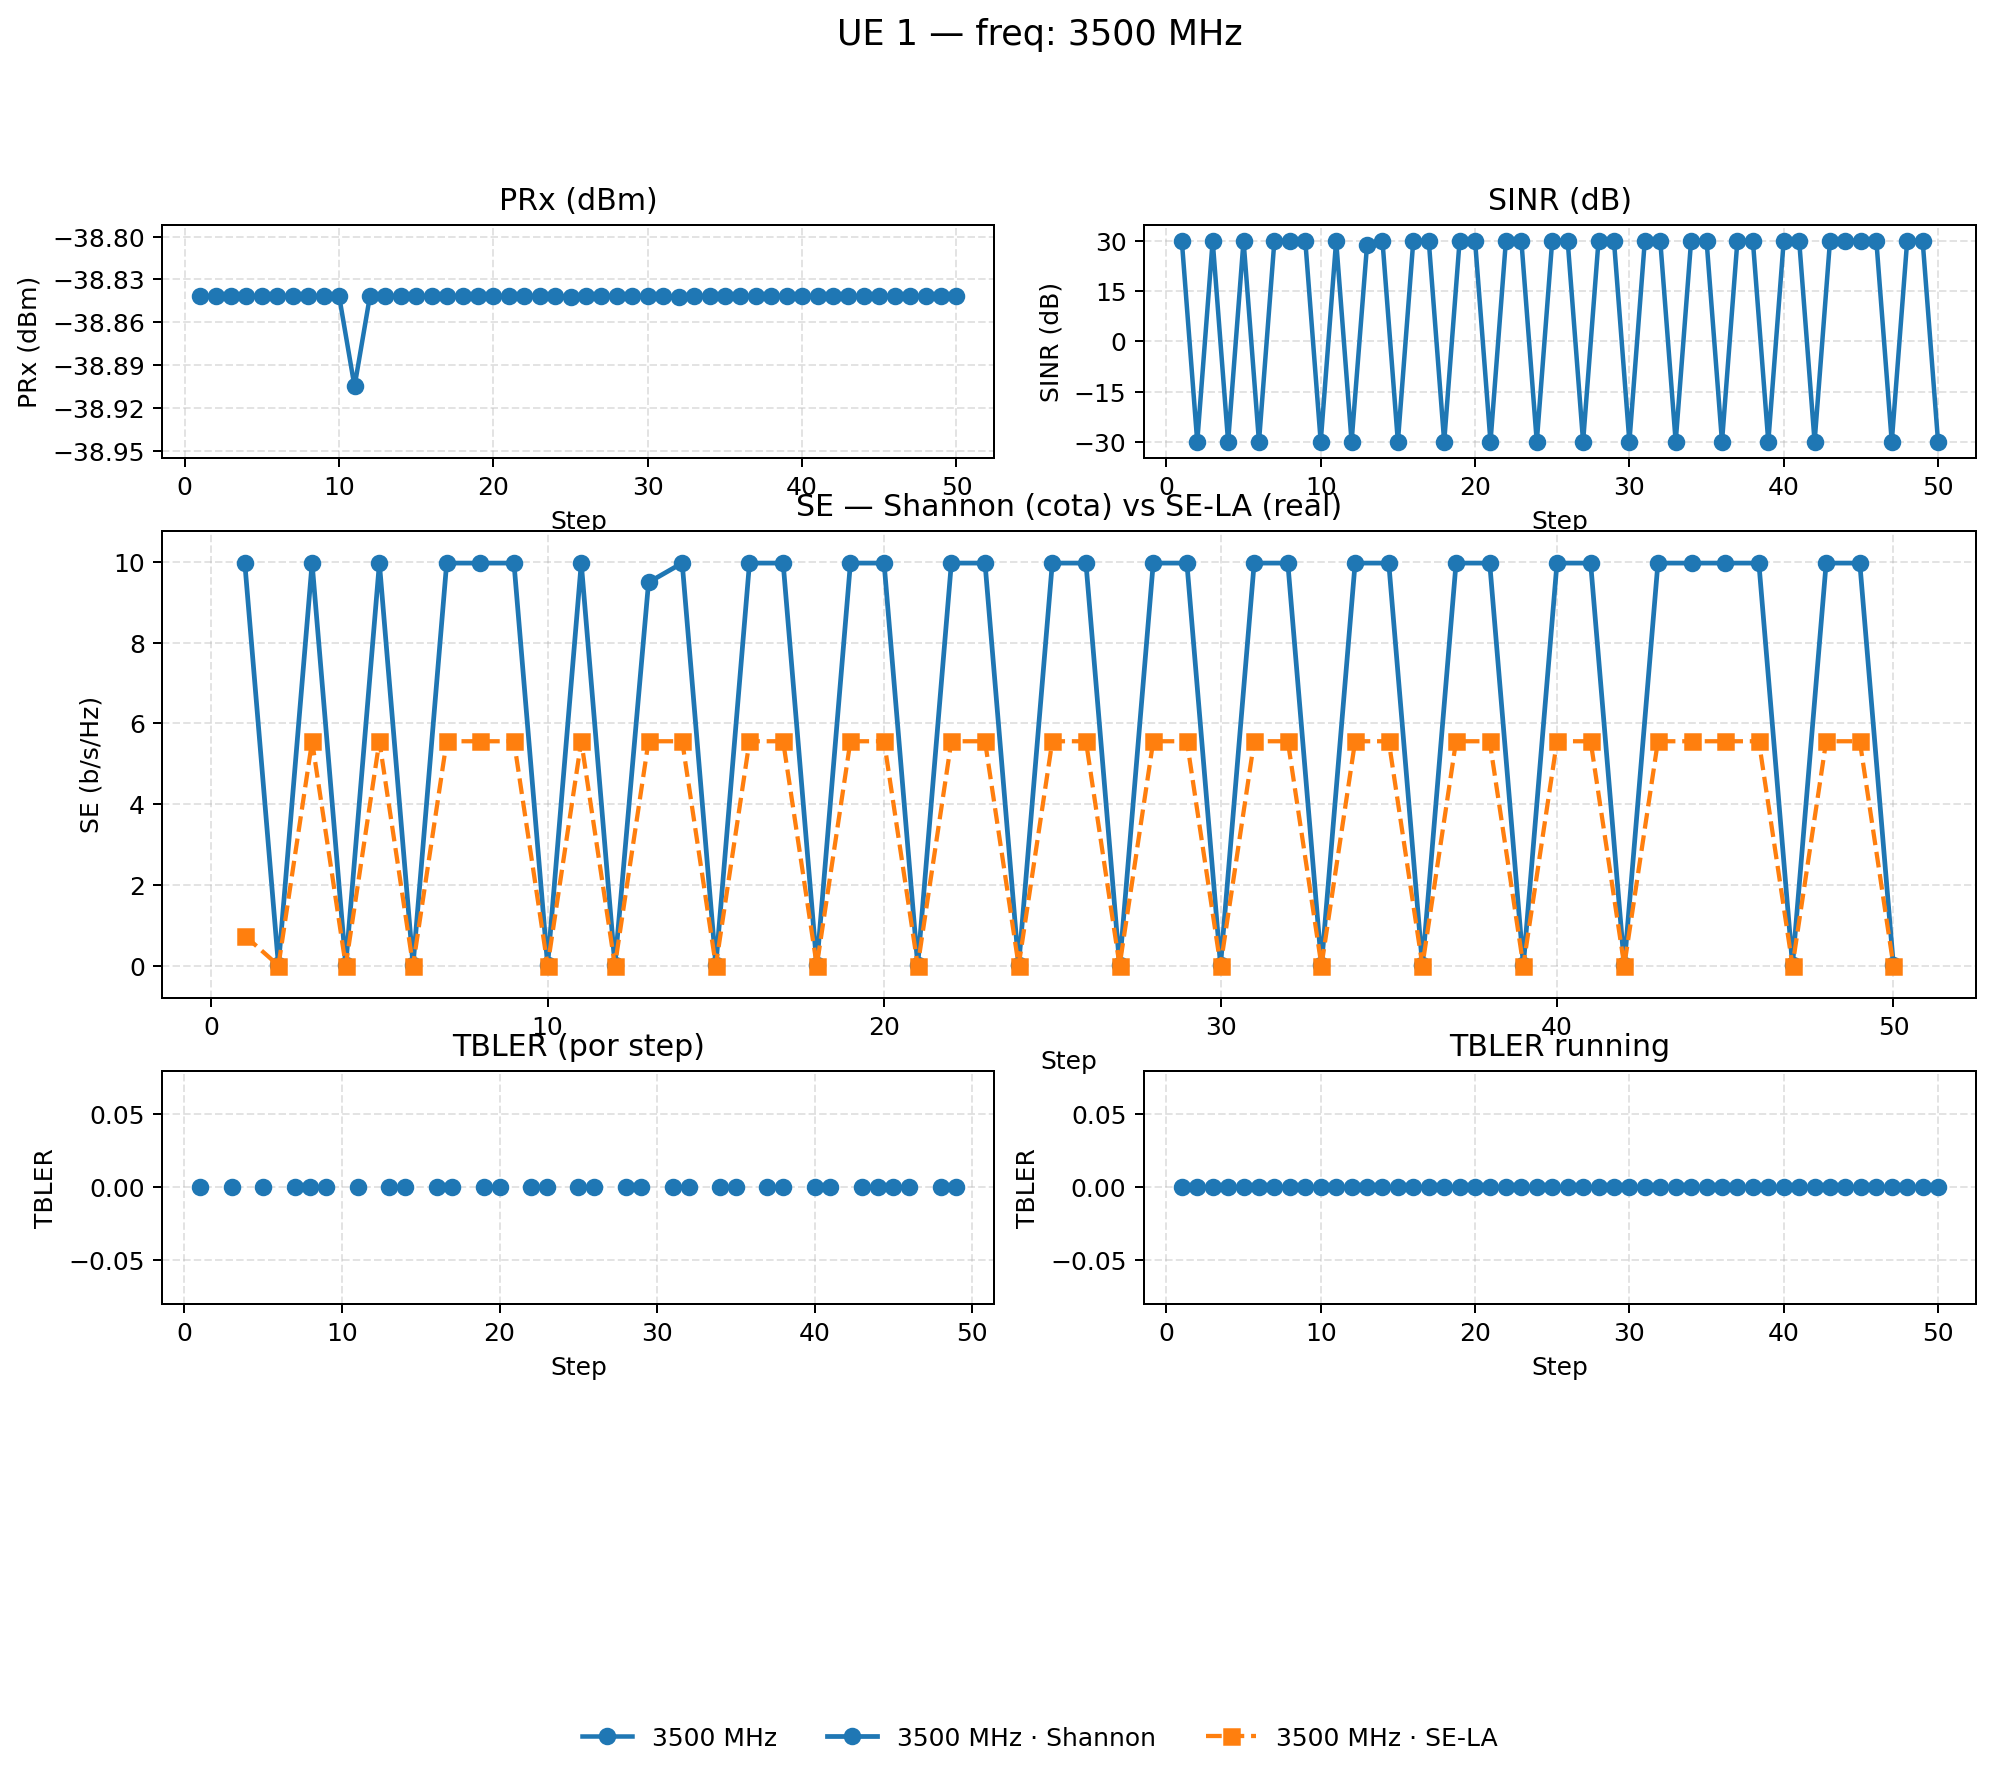 UE 1 — freq: 3500 MHz
PRx (dBm)
PRx (dBm)
−38.80
−38.83
−38.86
−38.89
−38.92
−38.95
0 10 20 30 40 50
Step
SINR (dB)
SINR (dB)
30
15
0
−15
−30
0 10 20 30 40 50
Step
SE — Shannon (cota) vs SE-LA (real)
SE (b/s/Hz)
10
8
6
4
2
0
0 10 20 30 40 50
Step
TBLER (por step)
TBLER
0.05
0.00
−0.05
0 10 20 30 40 50
Step
TBLER running
TBLER
0.05
0.00
−0.05
0 10 20 30 40 50
Step
3500 MHz 3500 MHz · Shannon 3500 MHz · SE-LA